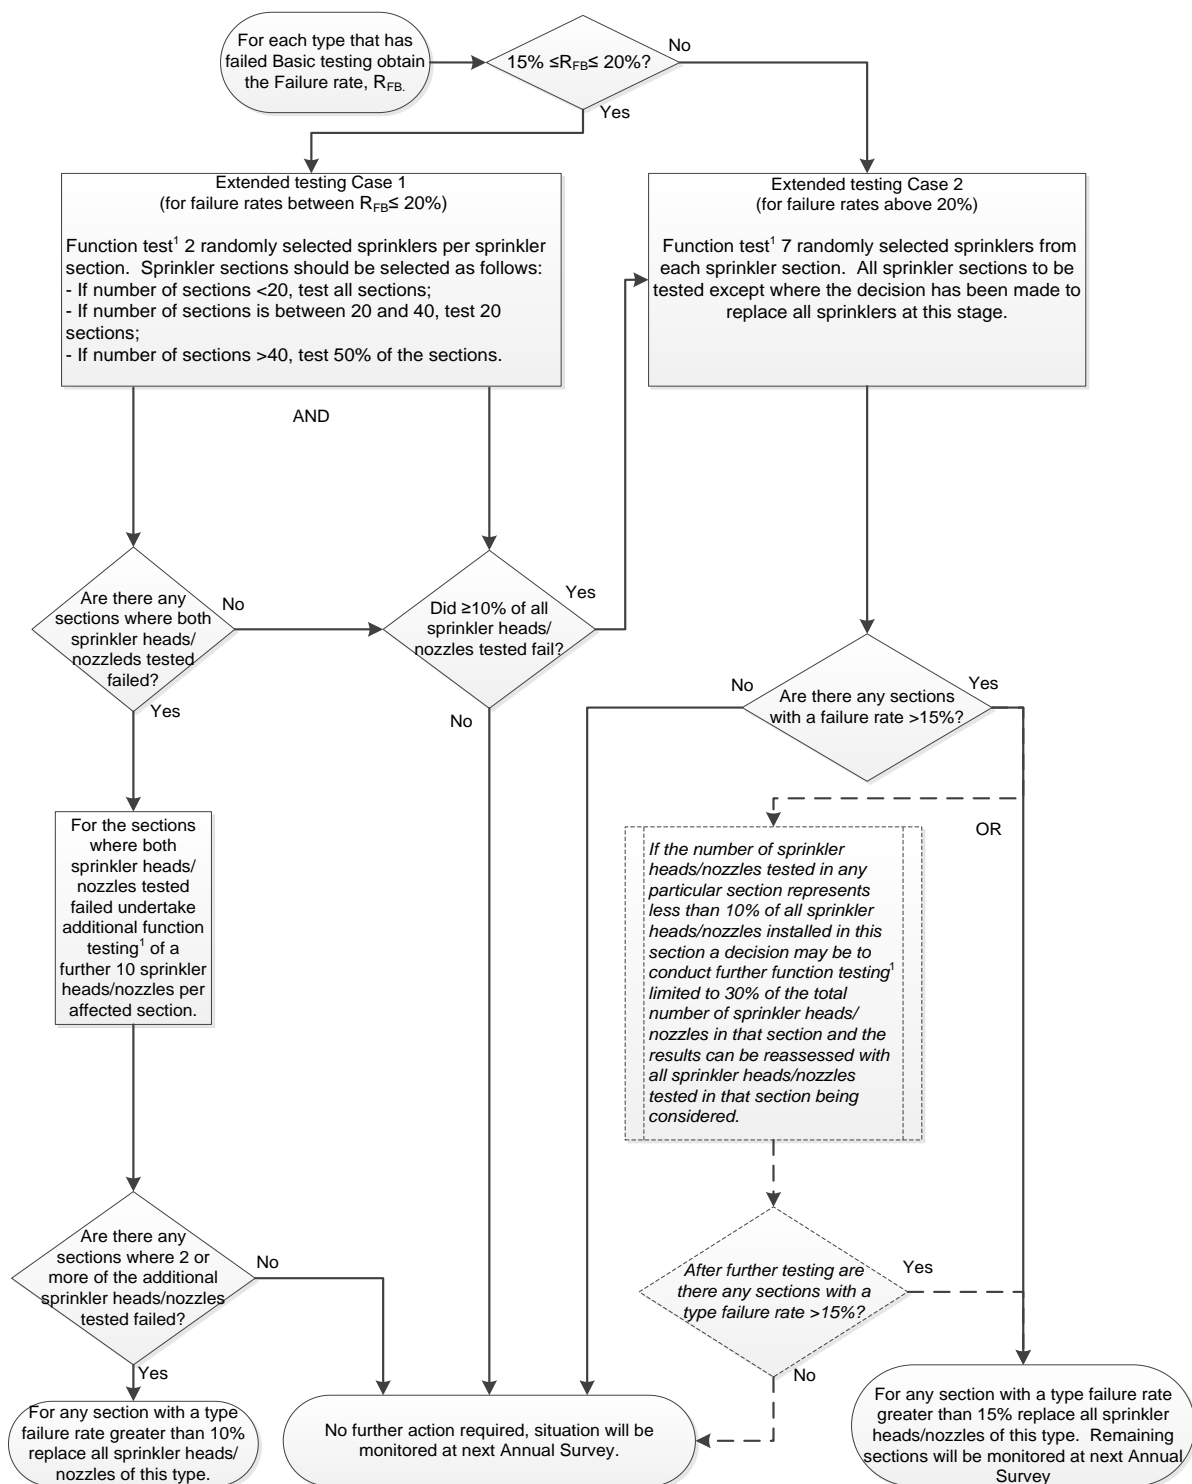 For each type that has
failed Basic testing obtain
the Failure rate, RFB.
15% ≤RFB≤ 20%?
No
Yes
Extended testing Case 1
(for failure rates between RFB≤ 20%)
Function test1 2 randomly selected sprinklers per sprinkler
section. Sprinkler sections should be selected as follows:
- If number of sections <20, test all sections;
- If number of sections is between 20 and 40, test 20
sections;
- If number of sections >40, test 50% of the sections.
Extended testing Case 2
(for failure rates above 20%)
Function test1 7 randomly selected sprinklers from
each sprinkler section. All sprinkler sections to be
tested except where the decision has been made to
replace all sprinklers at this stage.
AND
Are there any
sections where both
sprinkler heads/
nozzleds tested
failed?
No
Yes
Did ≥10% of all
sprinkler heads/
nozzles tested fail?
Yes
No
Are there any sections
with a failure rate >15%?
No
Yes
OR
For the sections
where both
sprinkler heads/
nozzles tested
failed undertake
additional function
testing1 of a
further 10 sprinkler
heads/nozzles per
affected section.
If the number of sprinkler
heads/nozzles tested in any
particular section represents
less than 10% of all sprinkler
heads/nozzles installed in this
section a decision may be to
conduct further function testing1
limited to 30% of the total
number of sprinkler heads/
nozzles in that section and the
results can be reassessed with
all sprinkler heads/nozzles
tested in that section being
considered.
Are there any
sections where 2 or
more of the additional
sprinkler heads/nozzles
tested failed?
No
Yes
After further testing are
there any sections with a
type failure rate >15%?
Yes
No
For any section with a type
failure rate greater than 10%
replace all sprinkler heads/
nozzles of this type.
No further action required, situation will be
monitored at next Annual Survey.
For any section with a type failure rate
greater than 15% replace all sprinkler
heads/nozzles of this type. Remaining
sections will be monitored at next Annual
Survey